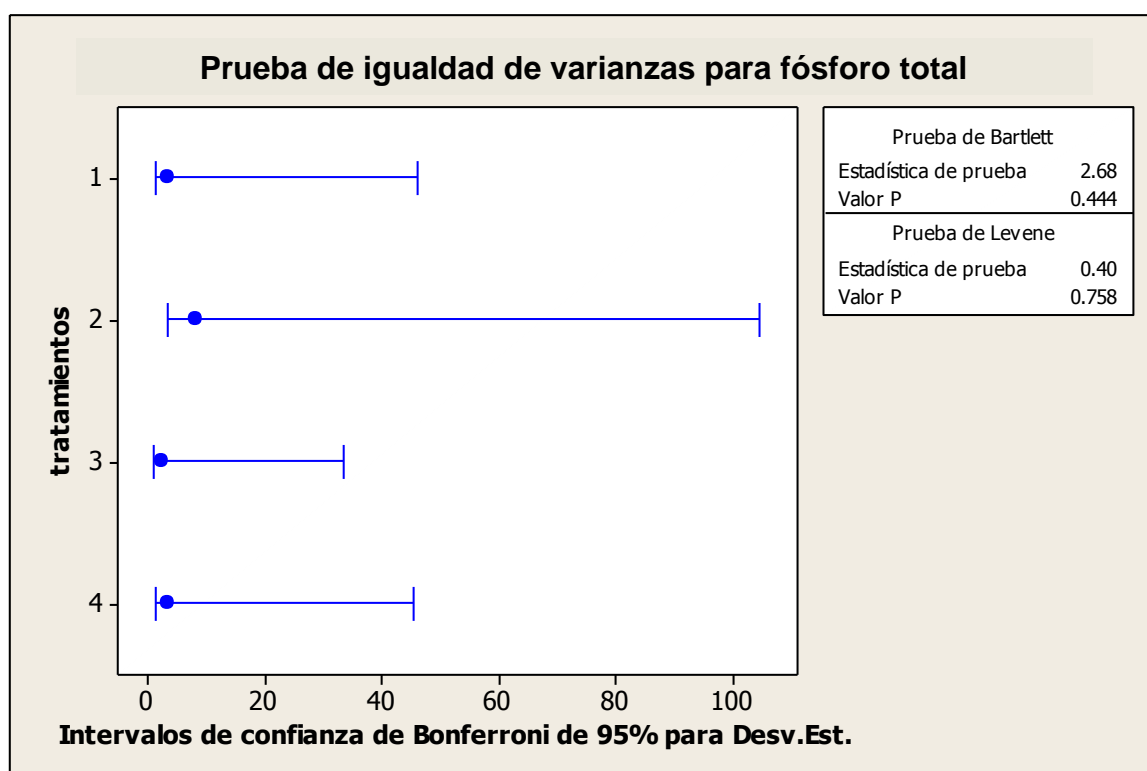 Prueba de igualdad de varianzas para fósforo total
1
2
3
4
tratamientos
0 20 40 60 80 100
Intervalos de confianza de Bonferroni de 95% para Desv.Est.
Prueba de Bartlett
Estadística de prueba 2.68
Valor P 0.444
Prueba de Levene
Estadística de prueba 0.40
Valor P 0.758